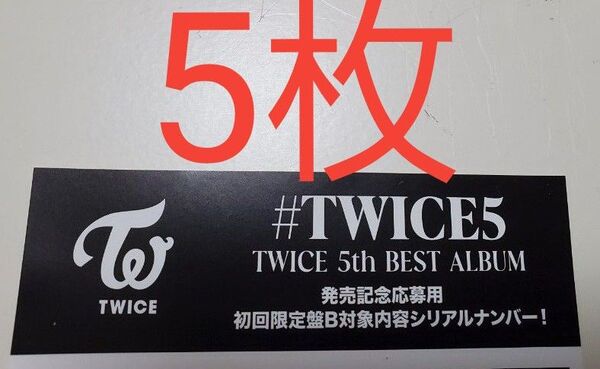 5枚
#TWICE5
TWICE 5th BEST ALBUM
発売記念応募用
初回限定盤B対象内容シリアルナンバー!
TWICE